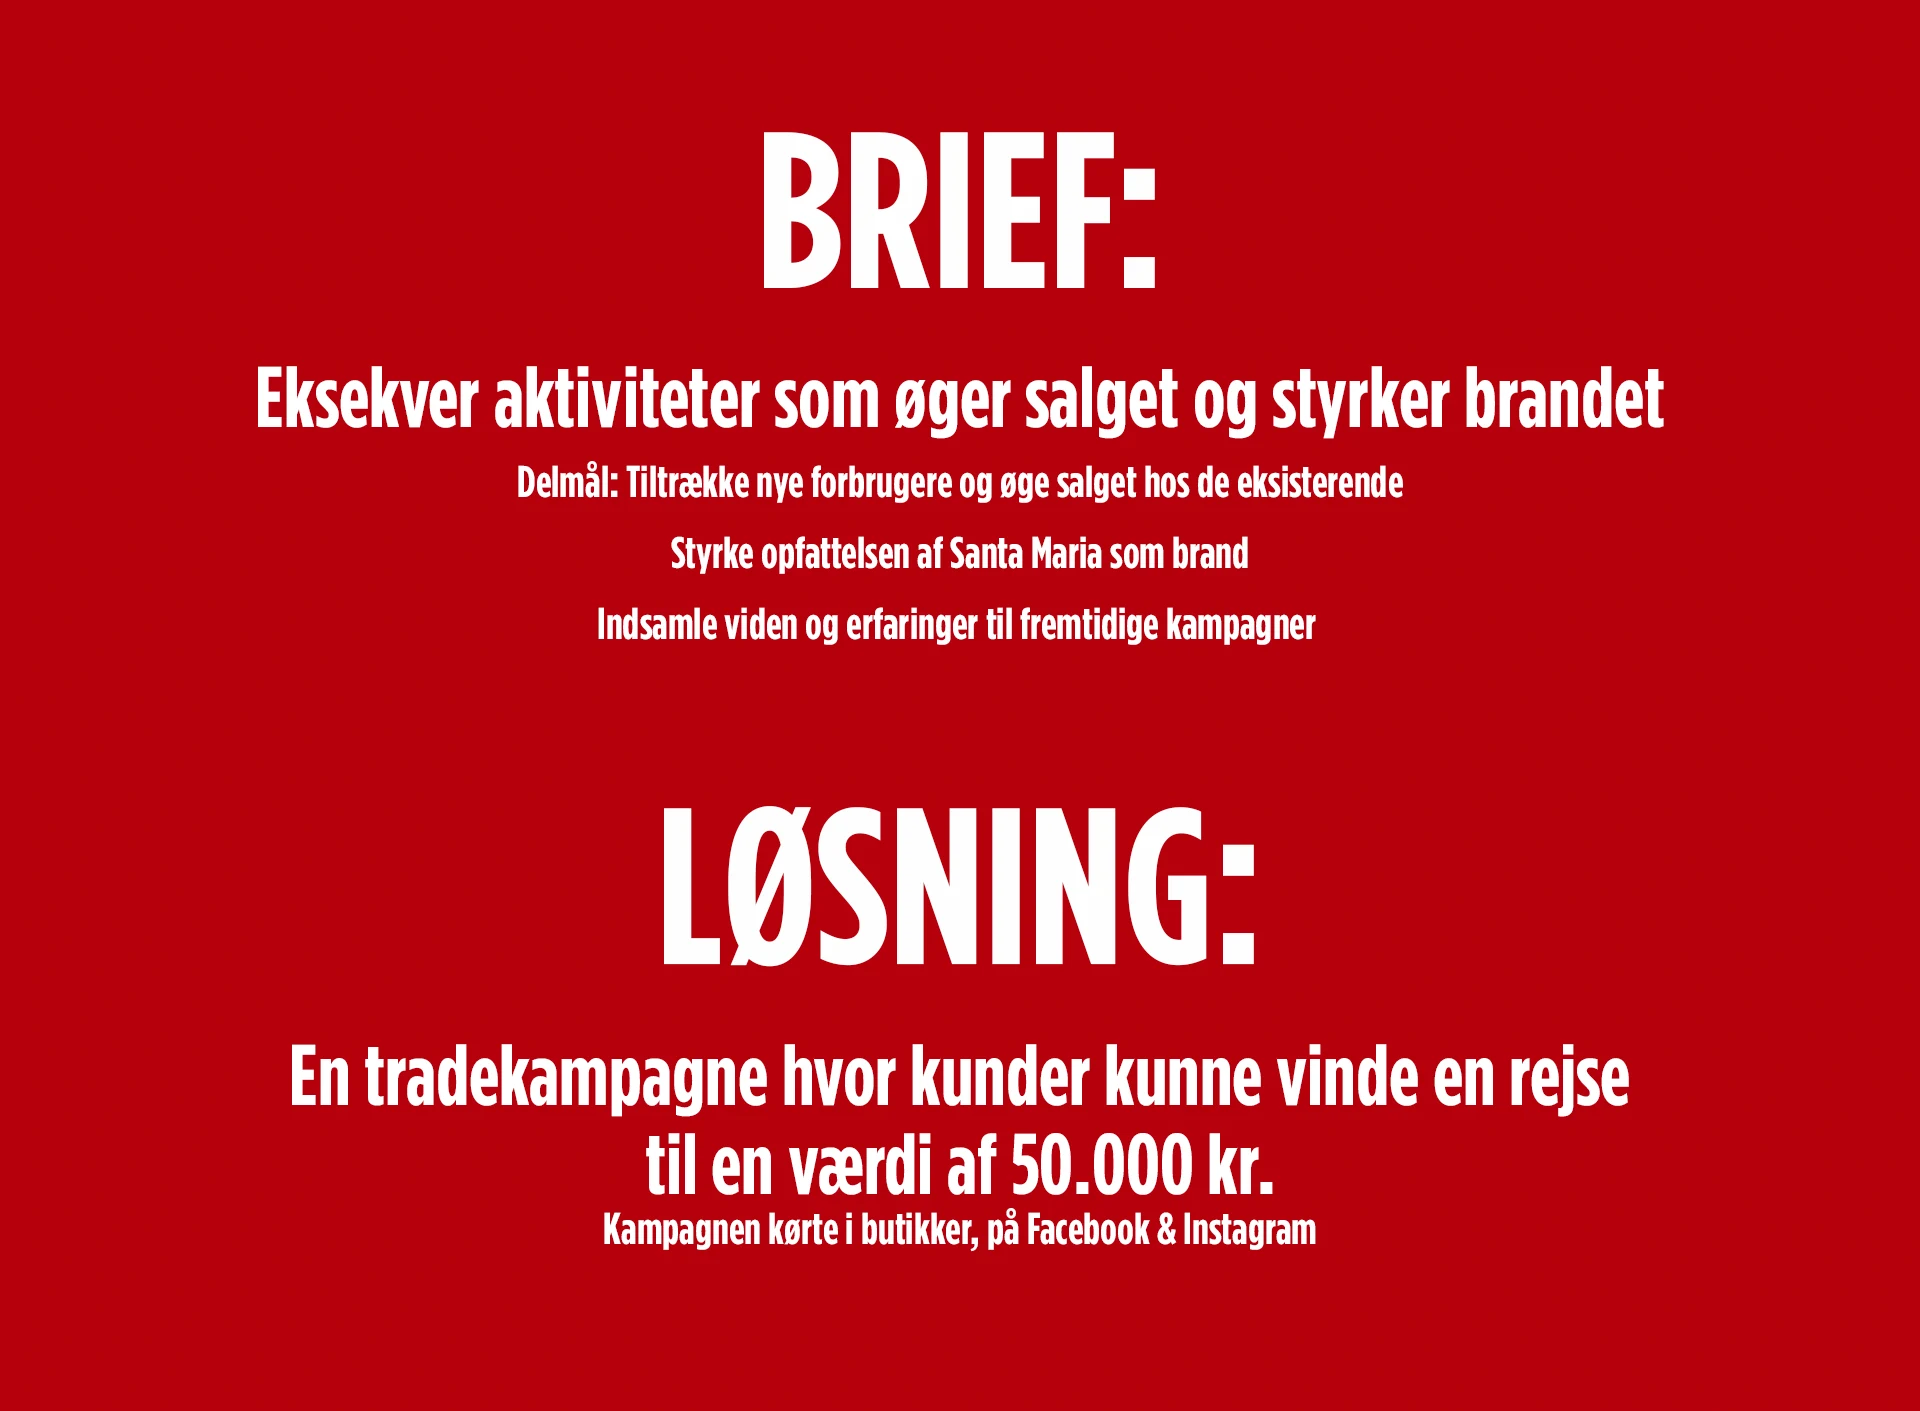 BRIEF:
Eksekver aktiviteter som øger salget og styrker brandet
Delmål: Tiltrække nye forbrugere og øge salget hos de eksisterende
Styrke opfattelsen af Santa Maria som brand
Indsamle viden og erfaringer til fremtidige kampagner
LØSNING:
En tradekampagne hvor kunder kunne vinde en rejse
til en værdi af 50.000 kr.
Kampagnen kørte i butikker, på Facebook & Instagram